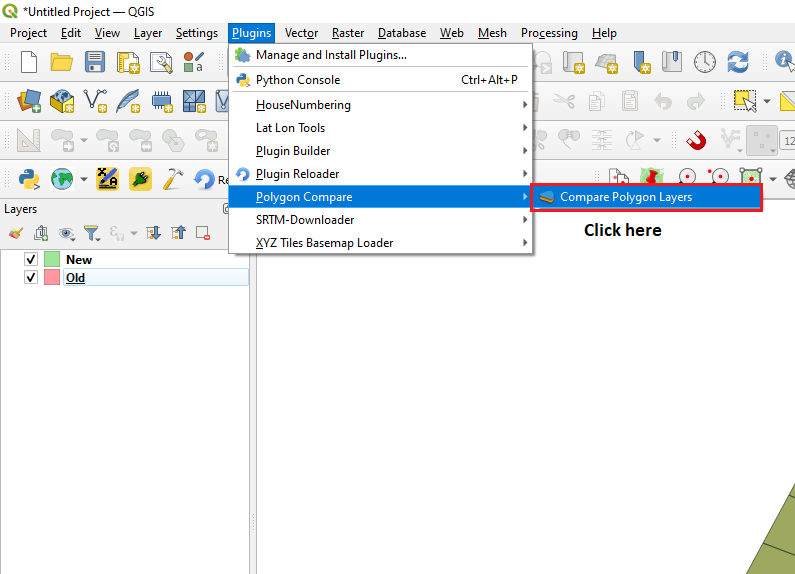 *Untitled Project — QGIS
Project Edit View Layer Settings Plugins Vector Raster Database Web Mesh Processing Help
Manage and Install Plugins...
Python Console Ctrl+Alt+P
HouseNumbering
Lat Lon Tools
Plugin Builder
Plugin Reloader
Polygon Compare
Compare Polygon Layers
SRTM-Downloader
XYZ Tiles Basemap Loader
Click here
Layers
New
Old